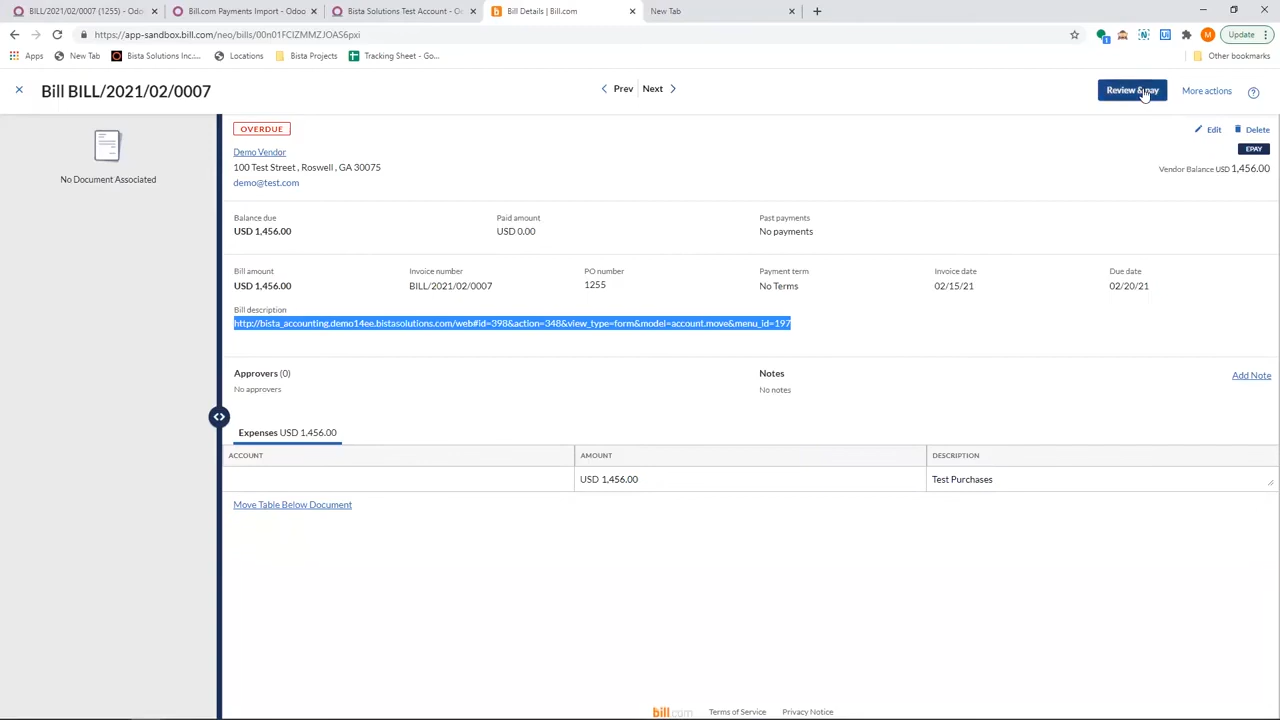 BILL/2021/02/0007 (1255) - Odo
Bill.com Payments Import - Odoo
Bista Solutions Test Account - Oc
Bill Details | Bill.com
New Tab
https://app-sandbox.bill.com/neo/bills/00n01FCIZMMZJOAS6pxi
Update
Apps
New Tab
Bista Solutions Inc.:...
Locations
Bista Projects
Tracking Sheet - Go...
Other bookmarks
Bill BILL/2021/02/0007
Prev
Next
Review & pay
More actions
No Document Associated
OVERDUE
Edit
Delete
Demo Vendor
EPAY
100 Test Street , Roswell , GA 30075
Vendor Balance USD 1,456.00
demo@test.com
Balance due
Paid amount
Past payments
USD 1,456.00
USD 0.00
No payments
Bill amount
Invoice number
PO number
Payment term
Invoice date
Due date
USD 1,456.00
BILL/2021/02/0007
1255
No Terms
02/15/21
02/20/21
Bill description
http://bista_accounting.demo14ee.bistasolutions.com/web#id=398&action=348&view_type=form&model=account.move&menu_id=197
Approvers (0)
Notes
Add Note
No approvers
No notes
Expenses USD 1,456.00
ACCOUNT
AMOUNT
DESCRIPTION
USD 1,456.00
Test Purchases
Move Table Below Document
bill.com
Terms of Service
Privacy Notice